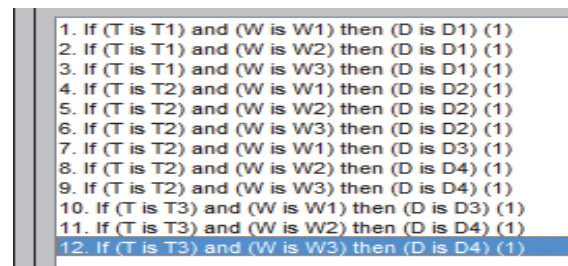 1. If (T is T1) and (W is W1) then (D is D1) (1)
2. If (T is T1) and (W is W2) then (D is D1) (1)
3. If (T is T1) and (W is W3) then (D is D1) (1)
4. If (T is T2) and (W is W1) then (D is D2) (1)
5. If (T is T2) and (W is W2) then (D is D2) (1)
6. If (T is T2) and (W is W3) then (D is D2) (1)
7. If (T is T2) and (W is W1) then (D is D3) (1)
8. If (T is T2) and (W is W2) then (D is D4) (1)
9. If (T is T2) and (W is W3) then (D is D4) (1)
10. If (T is T3) and (W is W1) then (D is D3) (1)
11. If (T is T3) and (W is W2) then (D is D4) (1)
12. If (T is T3) and (W is W3) then (D is D4) (1)